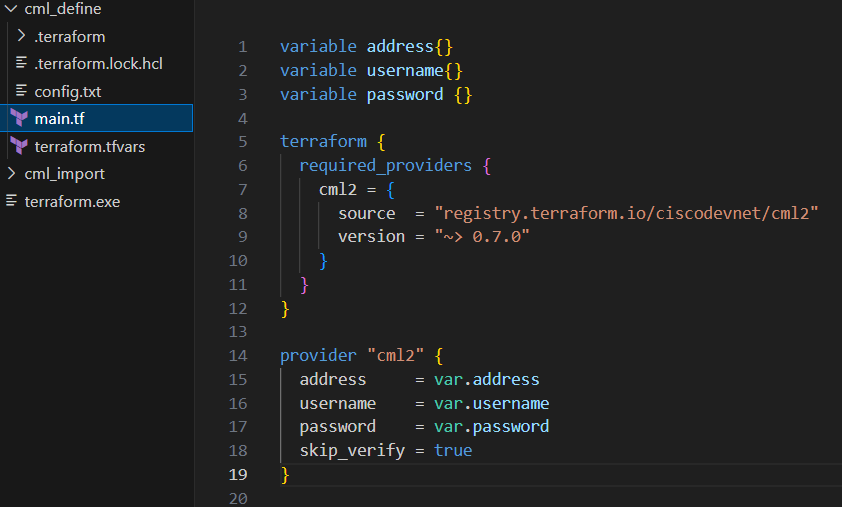 cml_define
.terraform
.terraform.lock.hcl
config.txt
main.tf
terraform.tfvars
cml_import
terraform.exe
1 variable address{}
2 variable username{}
3 variable password {}
4
5 terraform {
6   required_providers {
7     cml2 = {
8       source  = "registry.terraform.io/ciscodevnet/cml2"
9       version = "~> 0.7.0"
10     }
11   }
12 }
13
14 provider "cml2" {
15   address     = var.address
16   username    = var.username
17   password    = var.password
18   skip_verify = true
19 }
20